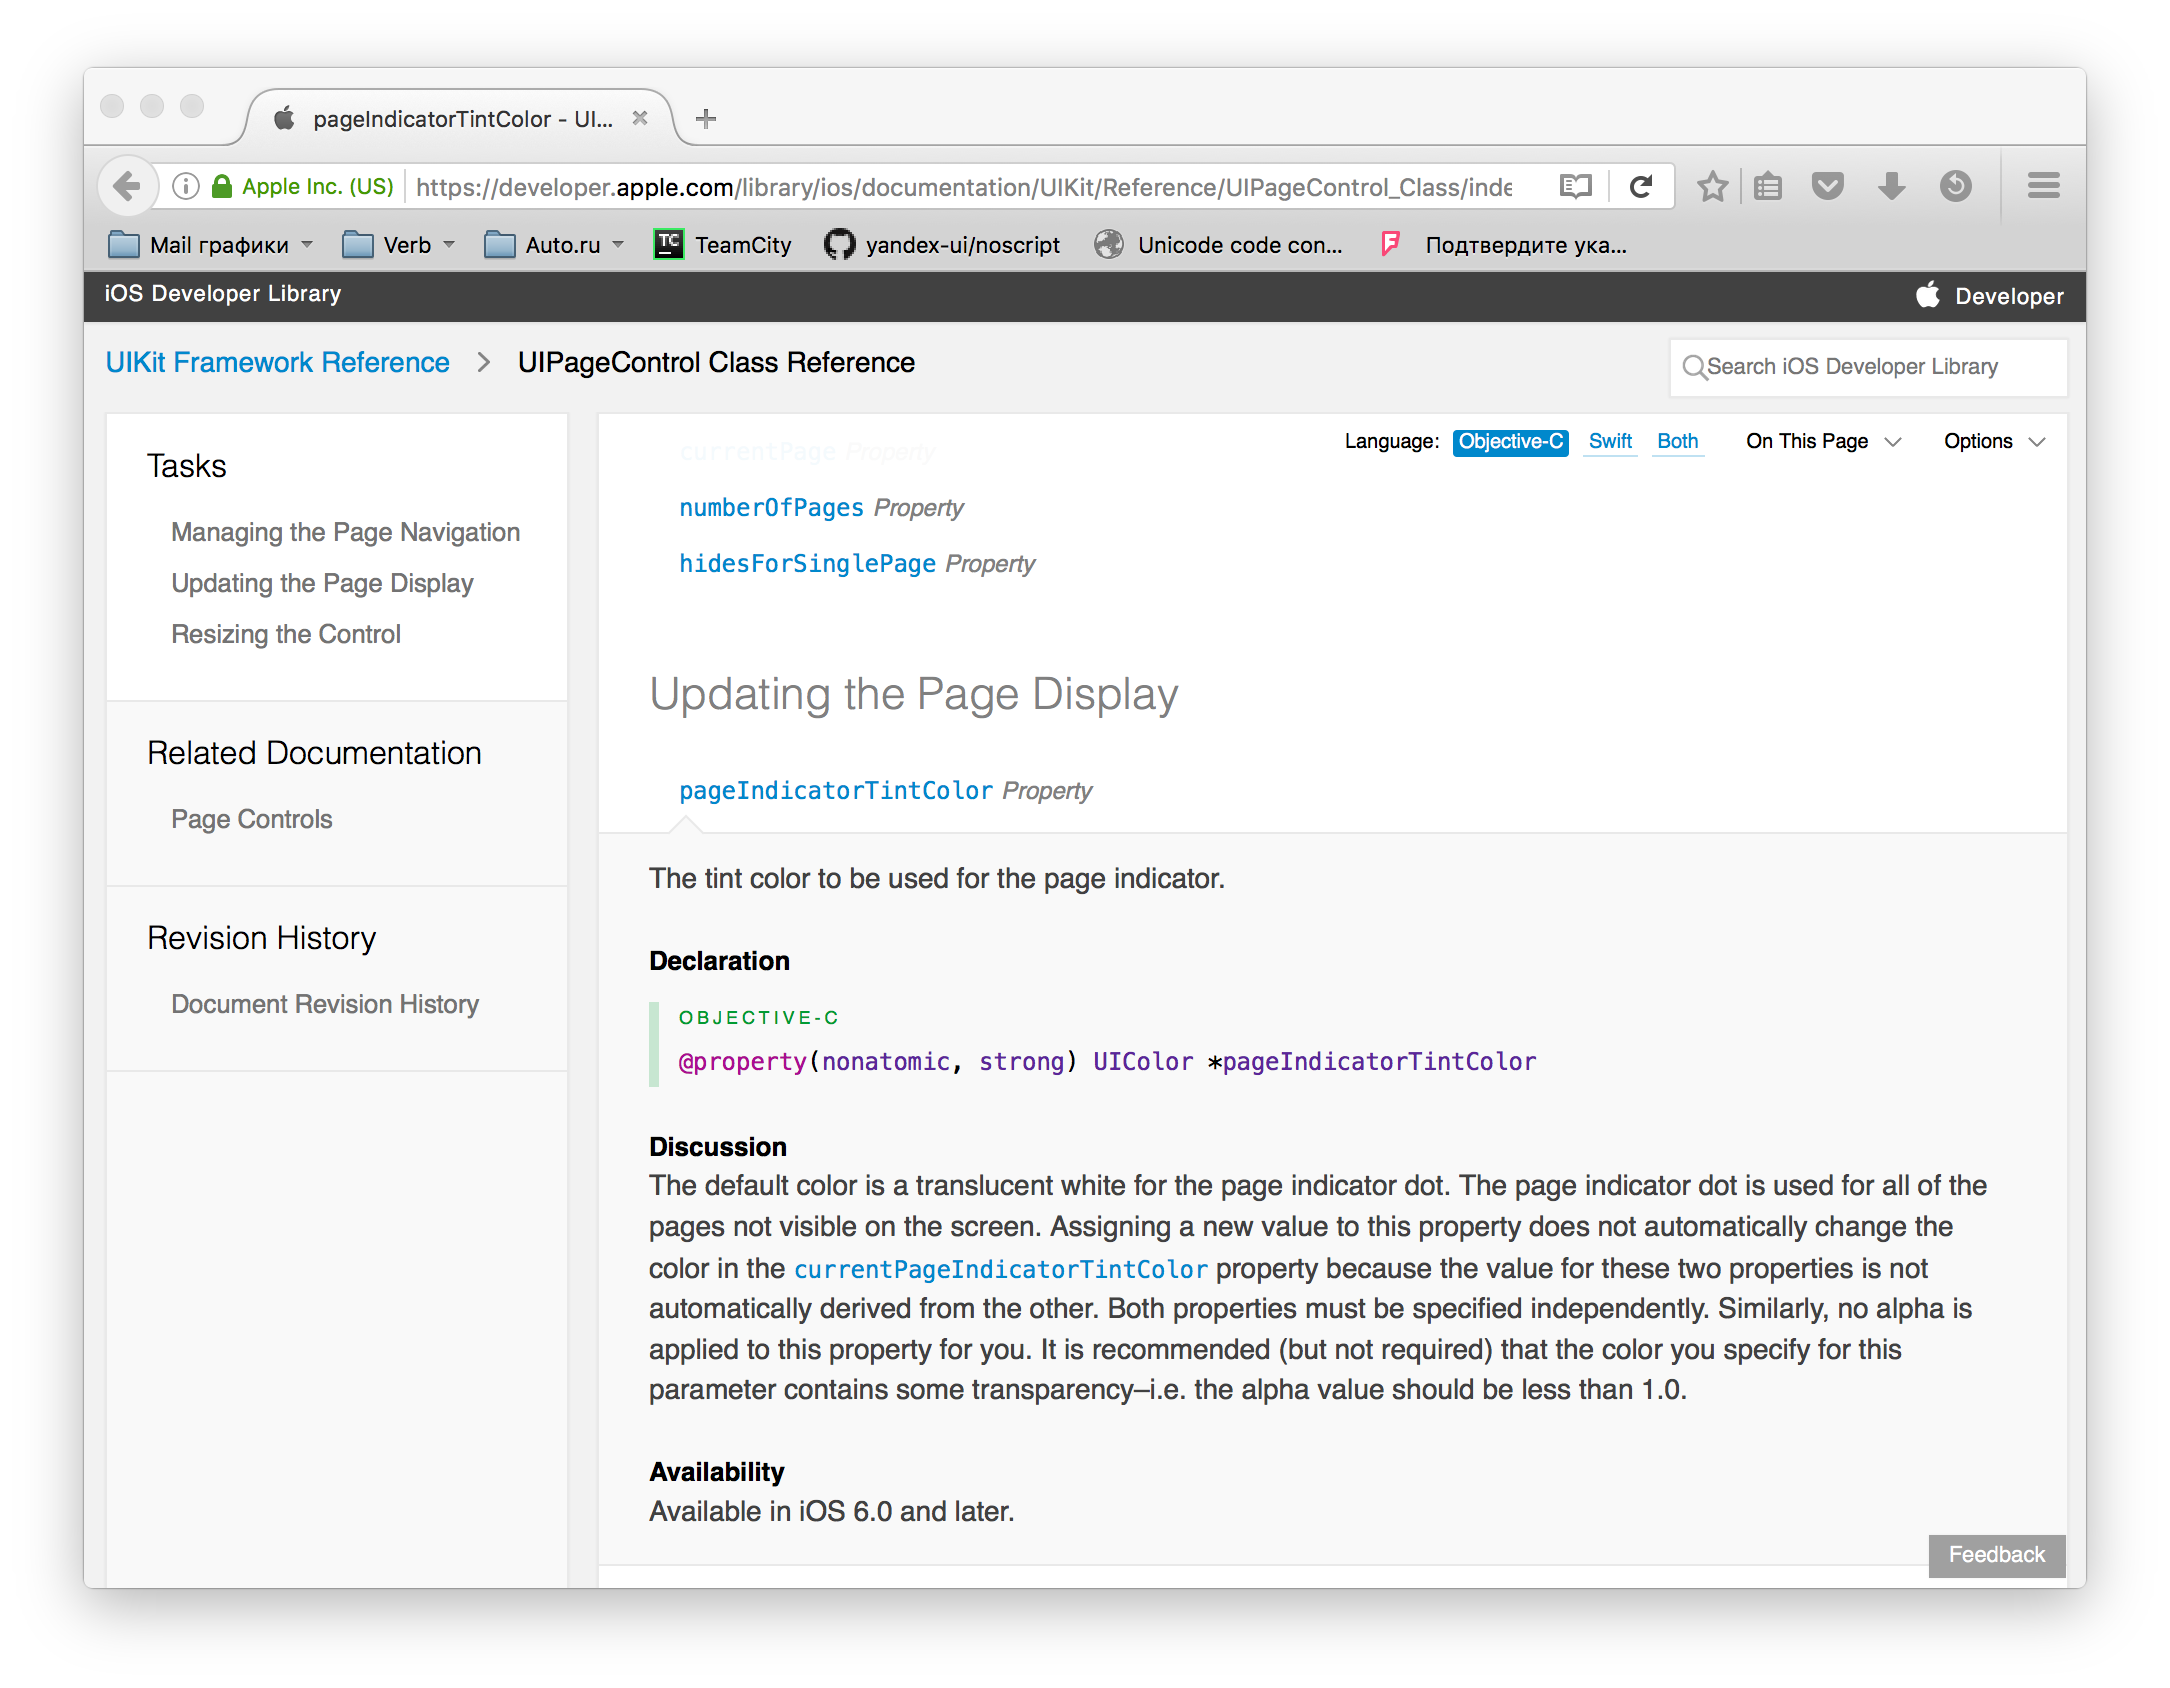 pageIndicatorTintColor - UI...
Apple Inc. (US) https://developer.apple.com/library/ios/documentation/UIKit/Reference/UIPageControl_Class/inde
Mail графики Verb Auto.ru TC TeamCity yandex-ui/noscript Unicode code con... Подтвердите ука...
iOS Developer Library Developer
UIKit Framework Reference UIPageControl Class Reference Search iOS Developer Library
Tasks
Managing the Page Navigation
Updating the Page Display
Resizing the Control
Related Documentation
Page Controls
Revision History
Document Revision History
Language: Objective-C Swift Both On This Page Options
currentPage Property
numberOfPages Property
hidesForSinglePage Property
Updating the Page Display
pageIndicatorTintColor Property
The tint color to be used for the page indicator.
Declaration
OBJECTIVE-C
@property(nonatomic, strong) UIColor *pageIndicatorTintColor
Discussion
The default color is a translucent white for the page indicator dot. The page indicator dot is used for all of the
pages not visible on the screen. Assigning a new value to this property does not automatically change the
color in the currentPageIndicatorTintColor property because the value for these two properties is not
automatically derived from the other. Both properties must be specified independently. Similarly, no alpha is
applied to this property for you. It is recommended (but not required) that the color you specify for this
parameter contains some transparency–i.e. the alpha value should be less than 1.0.
Availability
Available in iOS 6.0 and later.
Feedback